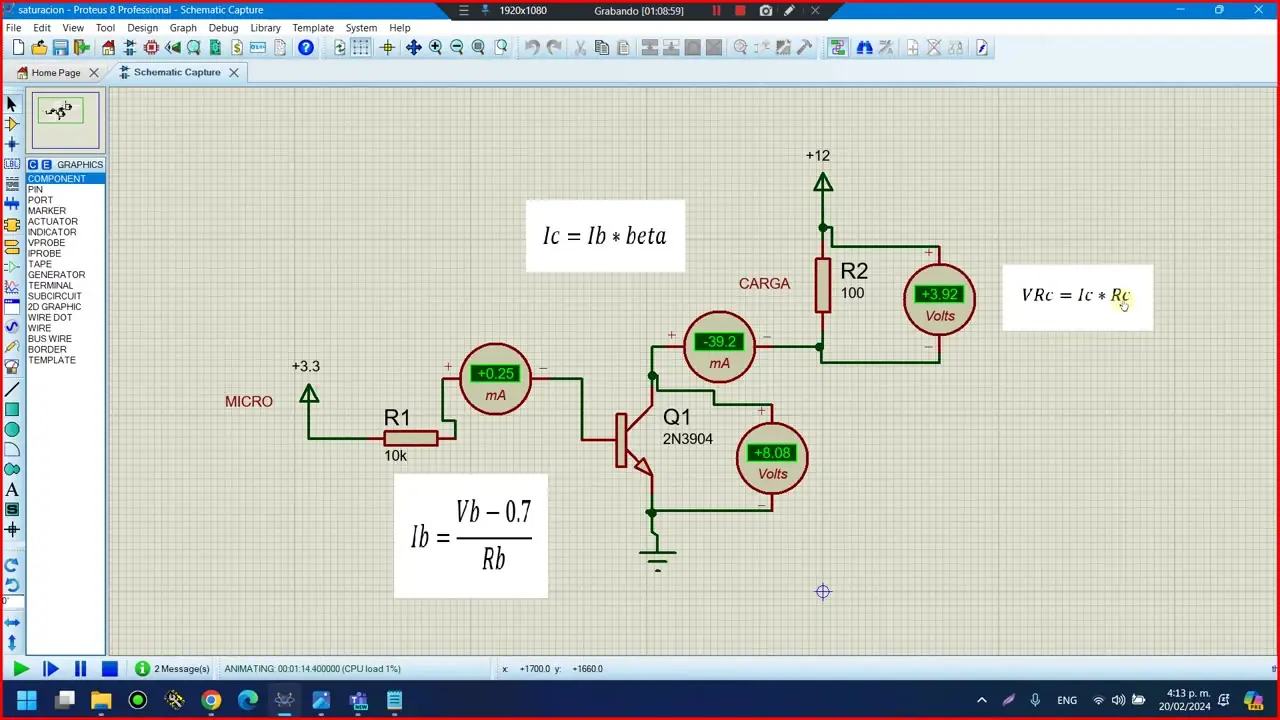 saturacion - Proteus 8 Professional - Schematic Capture
1920x1080
Grabando [01:08:59]
File Edit View Tool Design Graph Debug Library Template System Help
Home Page
Schematic Capture
C E GRAPHICS
COMPONENT
PIN
PORT
MARKER
ACTUATOR
INDICATOR
VPROBE
IPROBE
TAPE
GENERATOR
TERMINAL
SUBCIRCUIT
2D GRAPHIC
WIRE DOT
WIRE
BUS WIRE
BORDER
TEMPLATE
+12
Ic = Ib * beta
CARGA
R2
100
+3.92
Volts
VRc = Ic * Rc
-39.2
mA
+3.3
MICRO
+0.25
mA
R1
10k
Q1
2N3904
+8.08
Volts
Ib = Vb − 0.7
Rb
2 Message(s)
ANIMATING: 00:01:14.400000 (CPU load 1%)
x: +1700.0 y: +1660.0
ENG
4:13 p. m.
20/02/2024